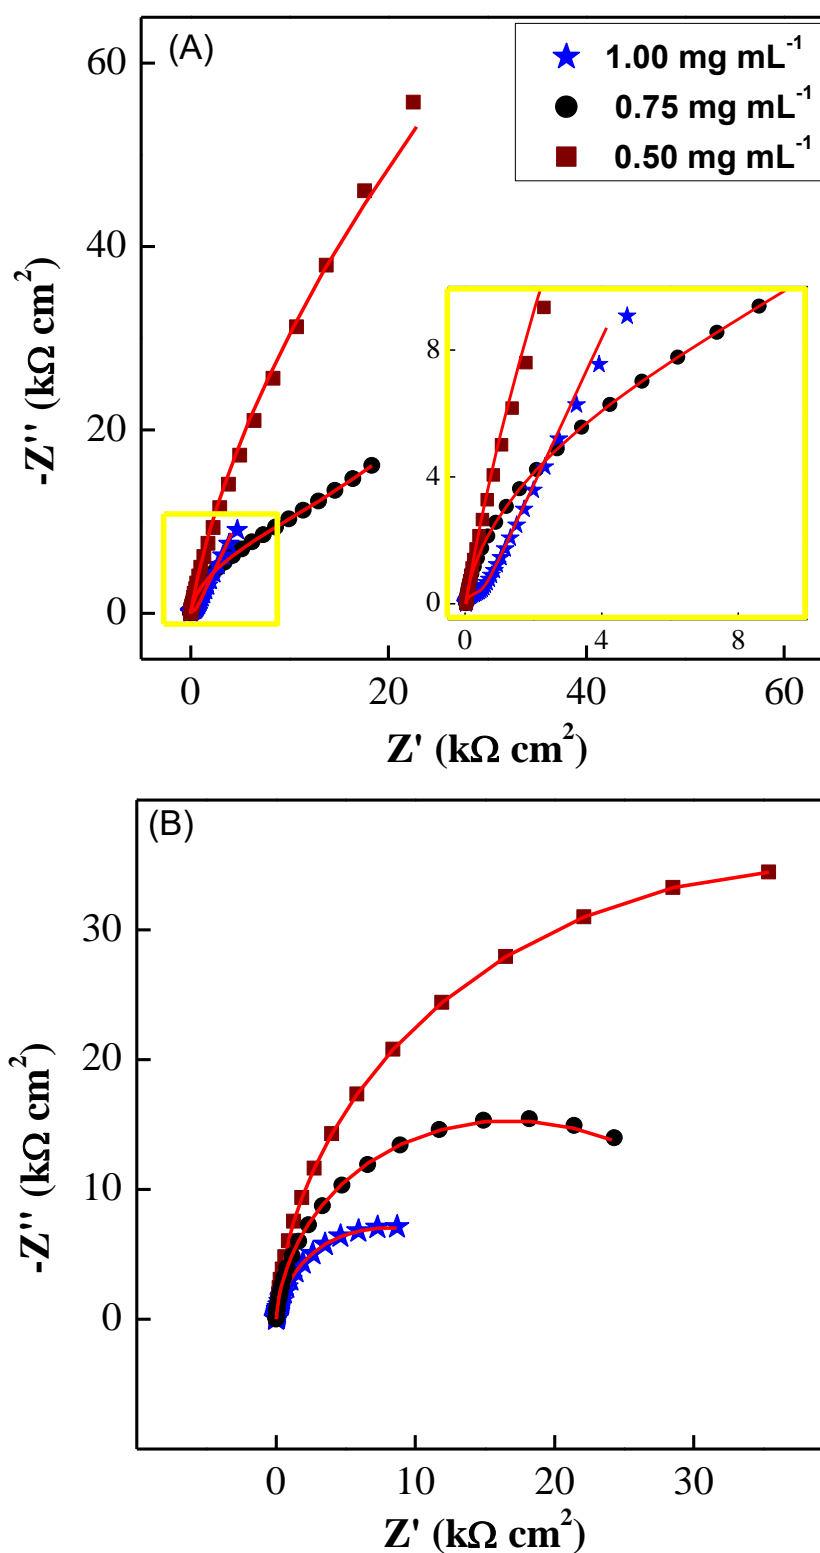 (A)
1.00 mg mL⁻¹
0.75 mg mL⁻¹
0.50 mg mL⁻¹
60
40
20
0
-Z'' (kΩ cm²)
8
4
0
0 4 8
0 20 40 60
Z' (kΩ cm²)
(B)
30
20
10
0
-Z'' (kΩ cm²)
0 10 20 30
Z' (kΩ cm²)